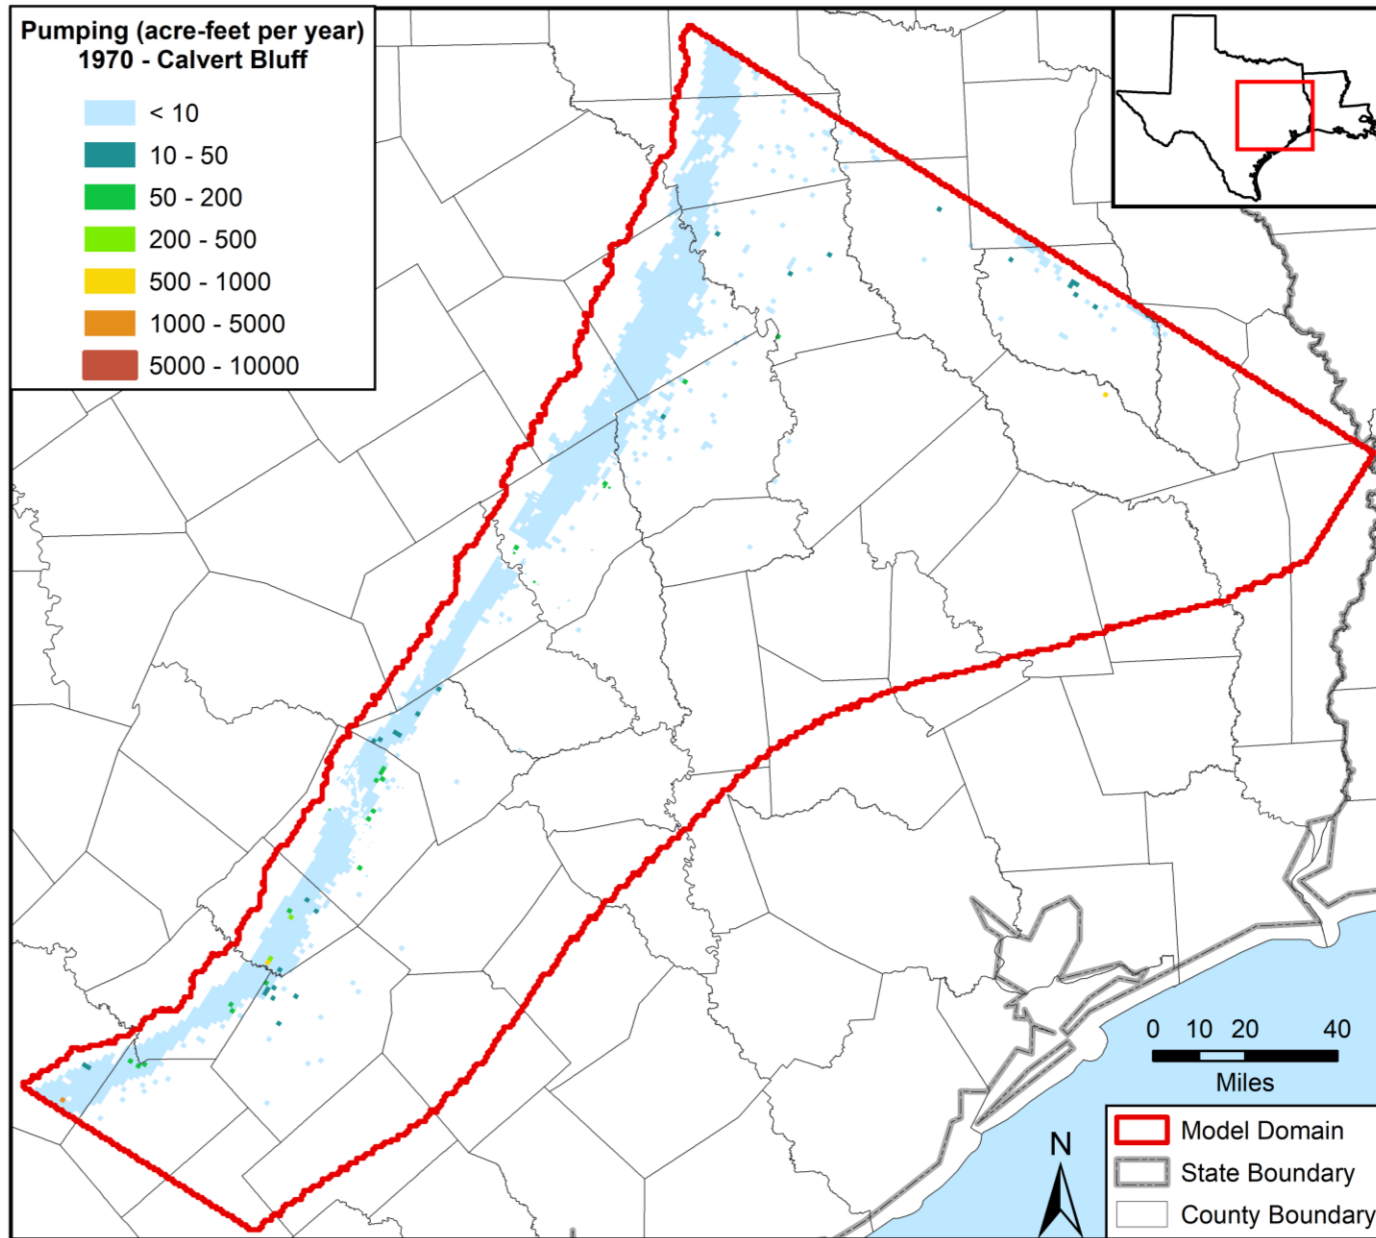 Pumping (acre-feet per year)
1970 - Calvert Bluff
< 10
10 - 50
50 - 200
200 - 500
500 - 1000
1000 - 5000
5000 - 10000
0 10 20 40
Miles
N
Model Domain
State Boundary
County Boundary